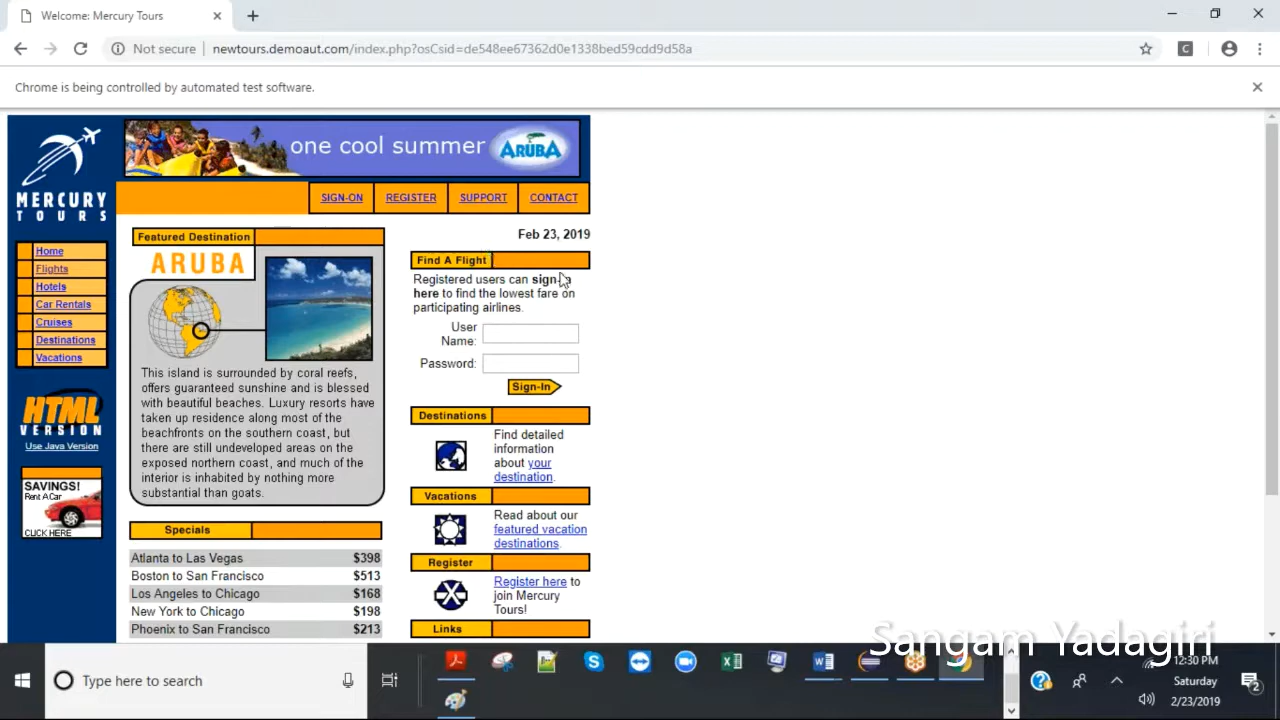 Welcome: Mercury Tours
Not secure
newtours.demoaut.com/index.php?osCsid=de548ee67362d0e1338bed59cdd9d58a
C
Chrome is being controlled by automated test software.
one cool summer
ARUBA
MERCURY
TOURS
SIGN-ON
REGISTER
SUPPORT
CONTACT
Home
Flights
Hotels
Car Rentals
Cruises
Destinations
Vacations
HTML
VERSION
Use Java Version
SAVINGS!
Rent A Car
CLICK HERE
Featured Destination
ARUBA
This island is surrounded by coral reefs,
offers guaranteed sunshine and is blessed
with beautiful beaches. Luxury resorts have
taken up residence along most of the
beachfronts on the southern coast, but
there are still undeveloped areas on the
exposed northern coast, and much of the
interior is inhabited by nothing more
substantial than goats.
Specials
Atlanta to Las Vegas $398
Boston to San Francisco $513
Los Angeles to Chicago $168
New York to Chicago $198
Phoenix to San Francisco $213
Feb 23, 2019
Find A Flight
Registered users can sign-in
here to find the lowest fare on
participating airlines.
User
Name:
Password:
Sign-In
Destinations
Find detailed
information
about your
destination.
Vacations
Read about our
featured vacation
destinations.
Register
Register here to
join Mercury
Tours!
Links
Sangam Yadagiri
Type here to search
12:30 PM
Saturday
2/23/2019
2